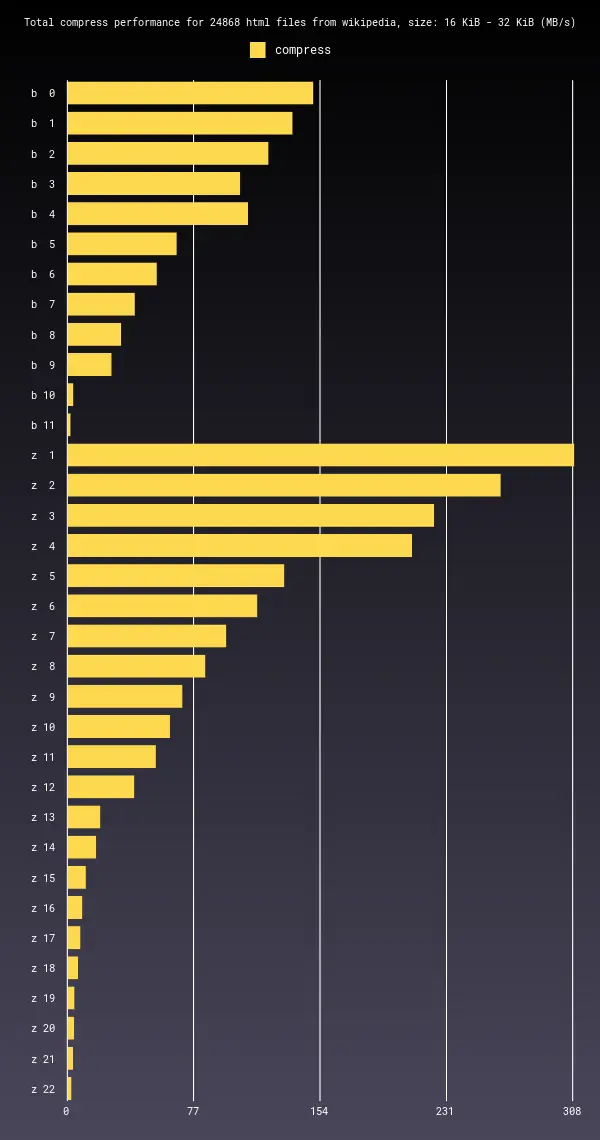 Total compress performance for 24868 html files from wikipedia, size: 16 KiB - 32 KiB (MB/s)
compress
b  0
b  1
b  2
b  3
b  4
b  5
b  6
b  7
b  8
b  9
b 10
b 11
z  1
z  2
z  3
z  4
z  5
z  6
z  7
z  8
z  9
z 10
z 11
z 12
z 13
z 14
z 15
z 16
z 17
z 18
z 19
z 20
z 21
z 22
0 77 154 231 308